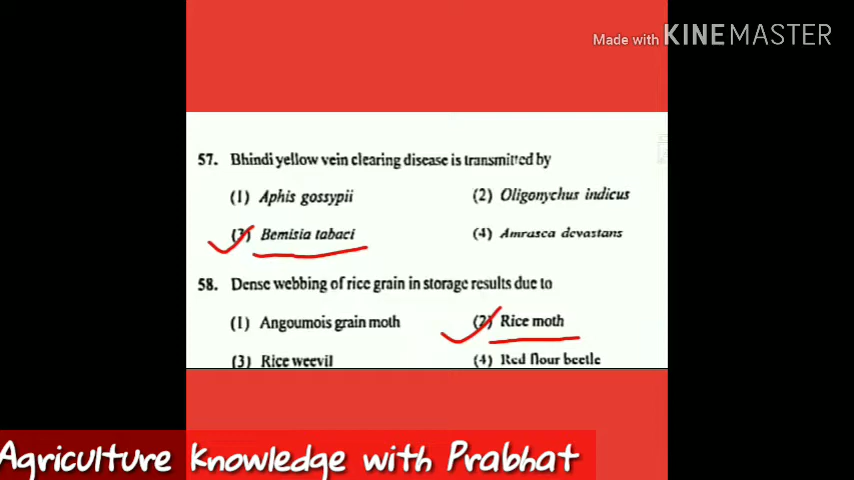 Made with KINEMASTER
57. Bhindi yellow vein clearing disease is transmitted by
(1) Aphis gossypii (2) Oligonychus indicus
(3) Bemisia tabaci (4) Amrasca devastans
58. Dense webbing of rice grain in storage results due to
(1) Angoumois grain moth (2) Rice moth
(3) Rice weevil (4) Red flour beetle
Agriculture Knowledge with Prabhat